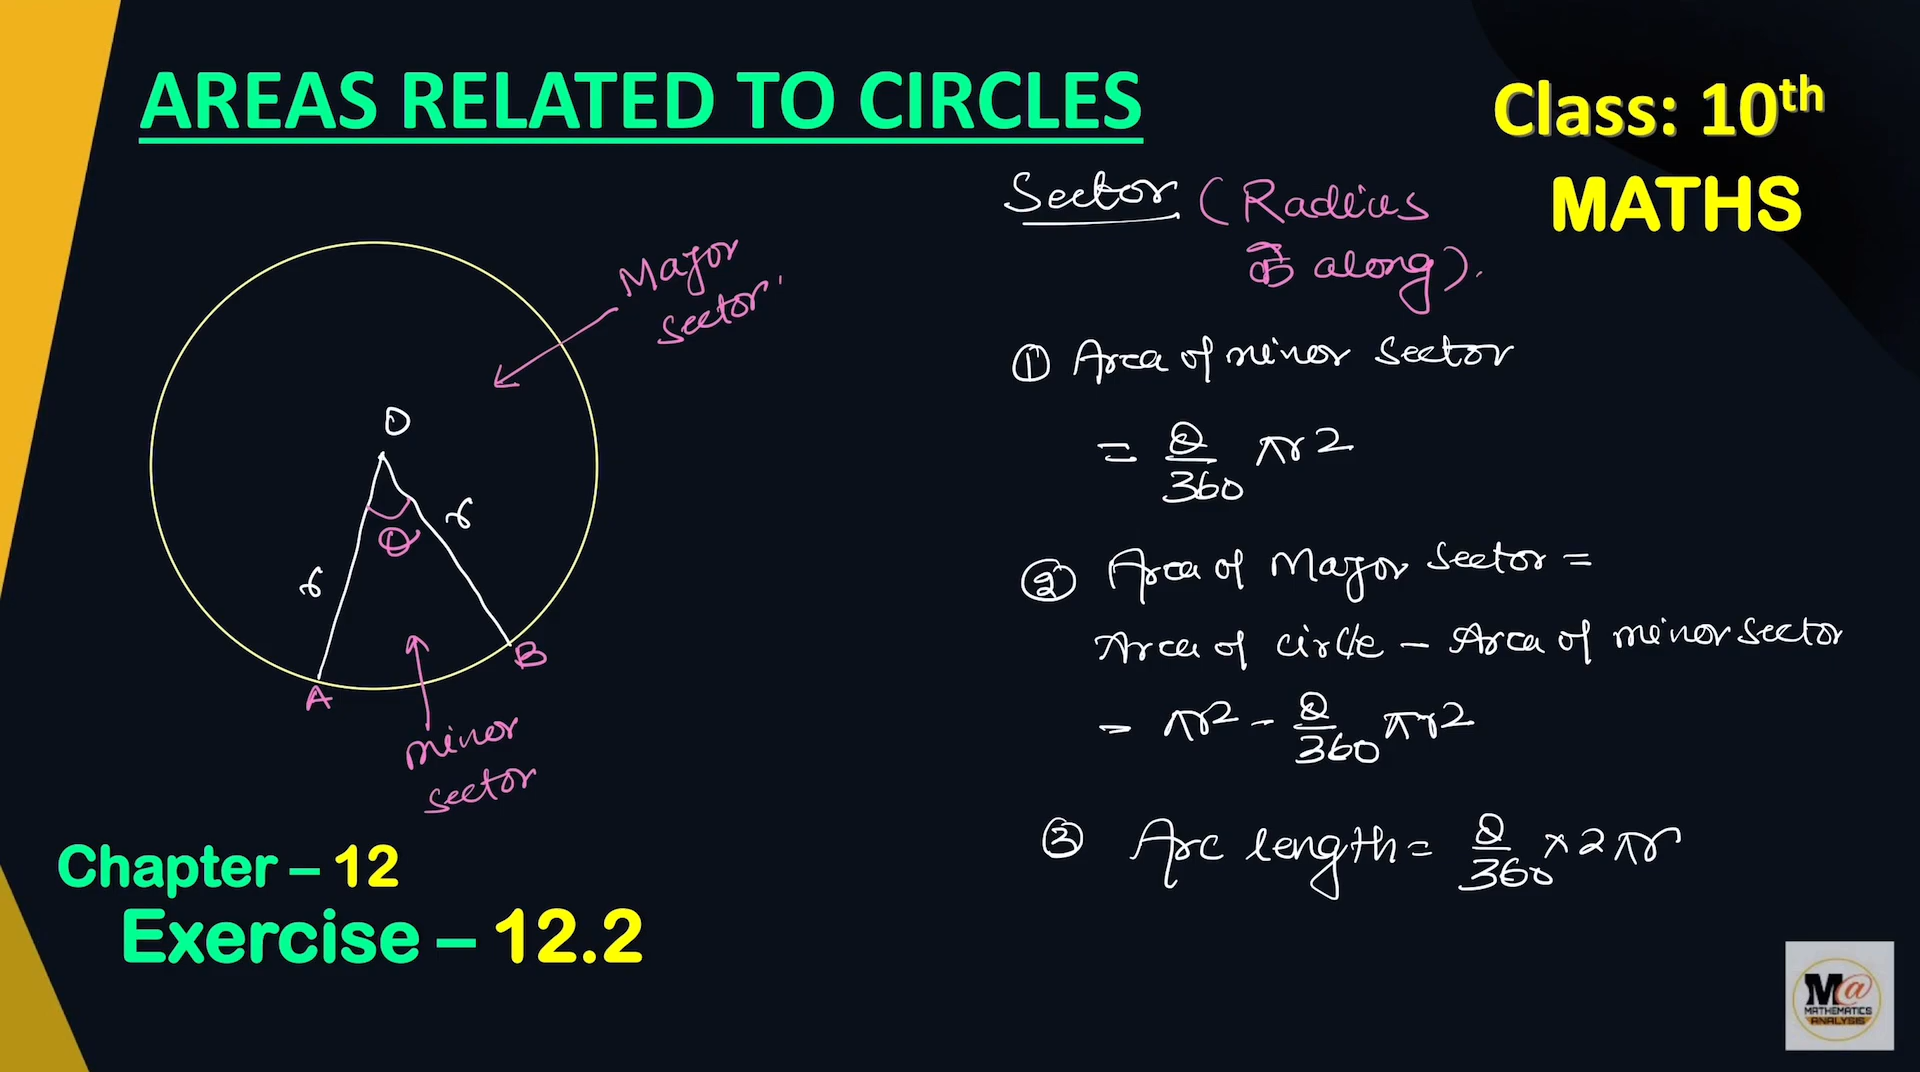 AREAS RELATED TO CIRCLES
Class: 10th
MATHS
Sector (Radius
along).
Major
sector
O
r
θ
r
A
B
minor
sector
① Area of minor sector
= θ/360 πr2
② Area of Major sector =
Area of circle – Area of minor sector
= πr2 - θ/360 πr2
③ Arc length = θ/360 × 2πr
Chapter – 12
Exercise – 12.2
M@
MATHEMATICS
ANALYSIS